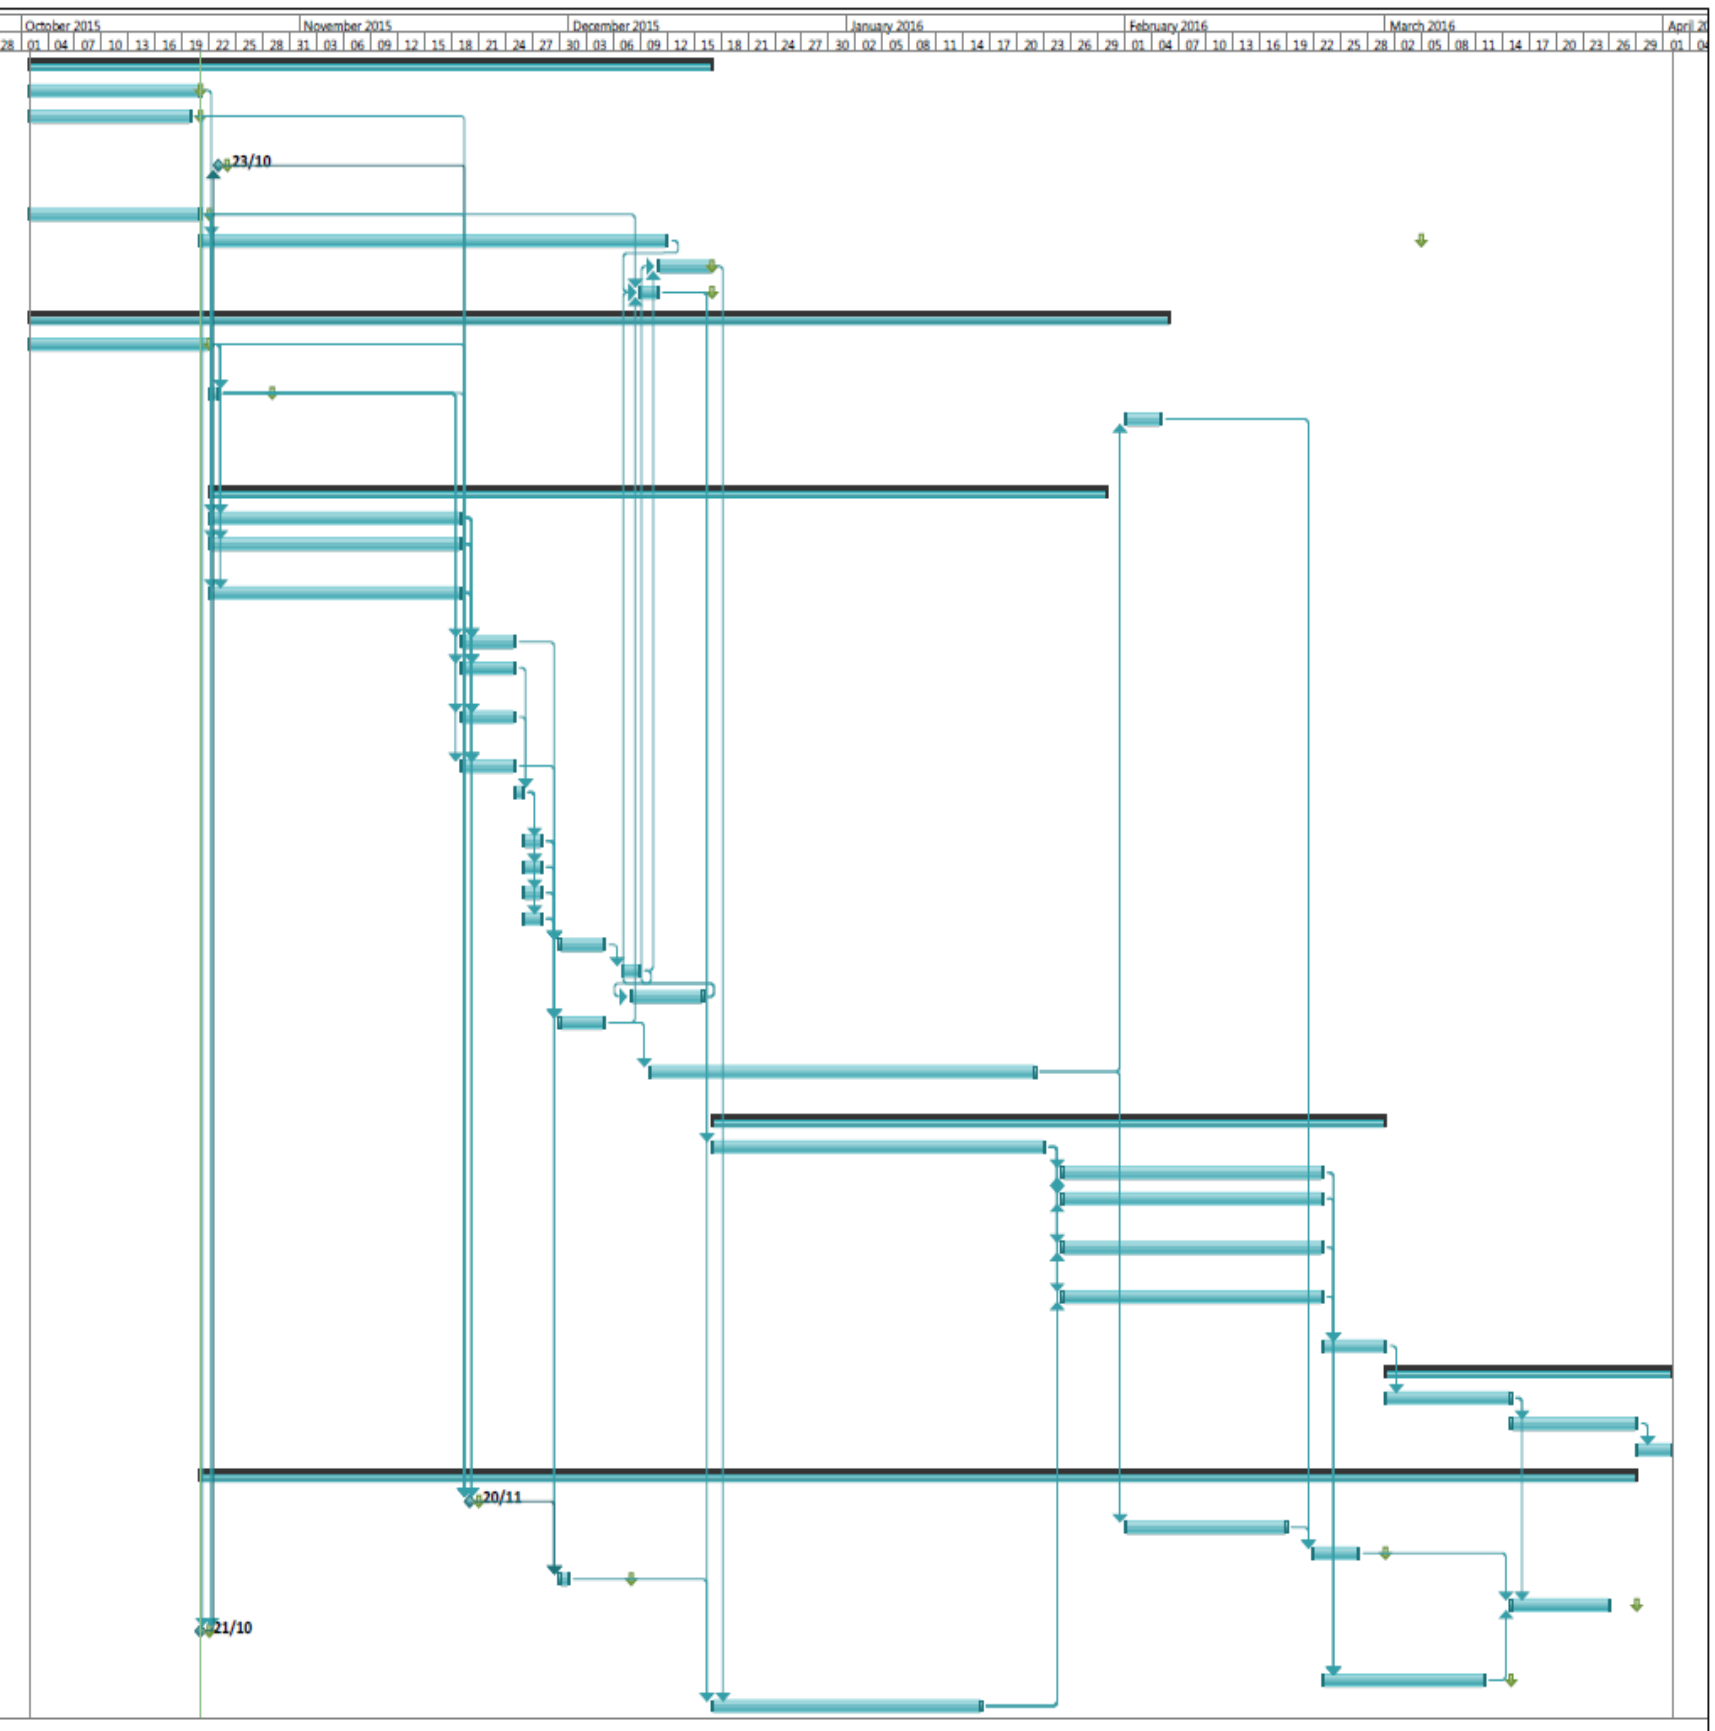 October 2015 November 2015 December 2015 January 2016 February 2016 March 2016 April 20
28 01 04 07 10 13 16 19 22 25 28 31 03 06 09 12 15 18 21 24 27 30 03 06 09 12 15 18 21 24 27 30 02 05 08 11 14 17 20 23 26 29 01 04 07 10 13 16 19 22 25 28 02 05 08 11 14 17 20 23 26 29 01 04
23/10
20/11
21/10